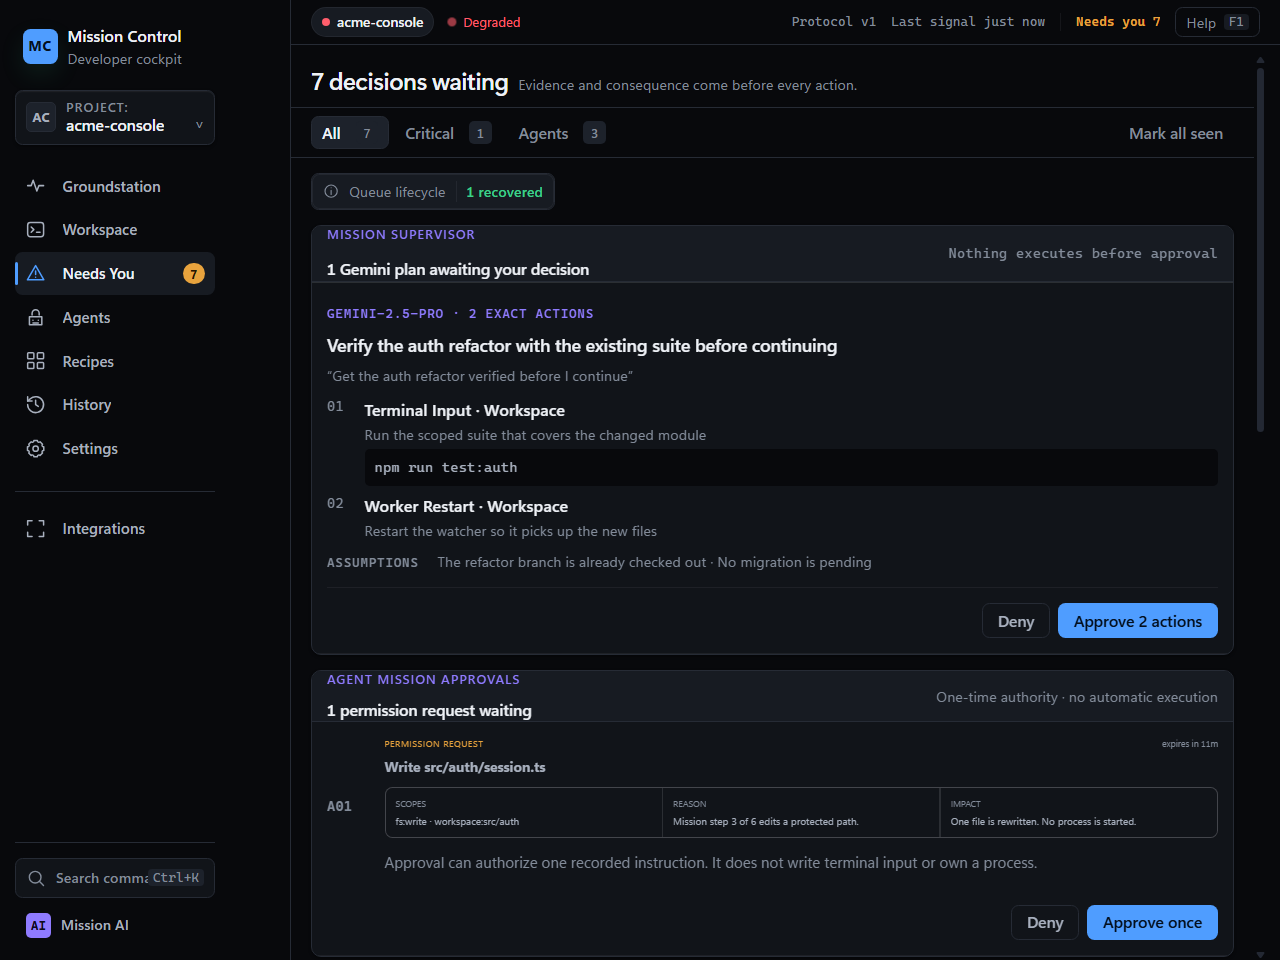 MC
Mission Control
Developer cockpit
AC
PROJECT:
acme-console
v
Groundstation
Workspace
Needs You 7
Agents
Recipes
History
Settings
Integrations
Search comma Ctrl+K
AI Mission AI
acme-console Degraded
Protocol v1 Last signal just now Needs you 7 Help F1
7 decisions waiting Evidence and consequence come before every action.
All 7 Critical 1 Agents 3 Mark all seen
Queue lifecycle 1 recovered
MISSION SUPERVISOR
1 Gemini plan awaiting your decision
Nothing executes before approval
GEMINI-2.5-PRO · 2 EXACT ACTIONS
Verify the auth refactor with the existing suite before continuing
“Get the auth refactor verified before I continue”
01 Terminal Input · Workspace
Run the scoped suite that covers the changed module
npm run test:auth
02 Worker Restart · Workspace
Restart the watcher so it picks up the new files
ASSUMPTIONS The refactor branch is already checked out · No migration is pending
Deny Approve 2 actions
AGENT MISSION APPROVALS
1 permission request waiting
One-time authority · no automatic execution
PERMISSION REQUEST expires in 11m
Write src/auth/session.ts
A01
SCOPES
fs:write · workspace:src/auth
REASON
Mission step 3 of 6 edits a protected path.
IMPACT
One file is rewritten. No process is started.
Approval can authorize one recorded instruction. It does not write terminal input or own a process.
Deny Approve once